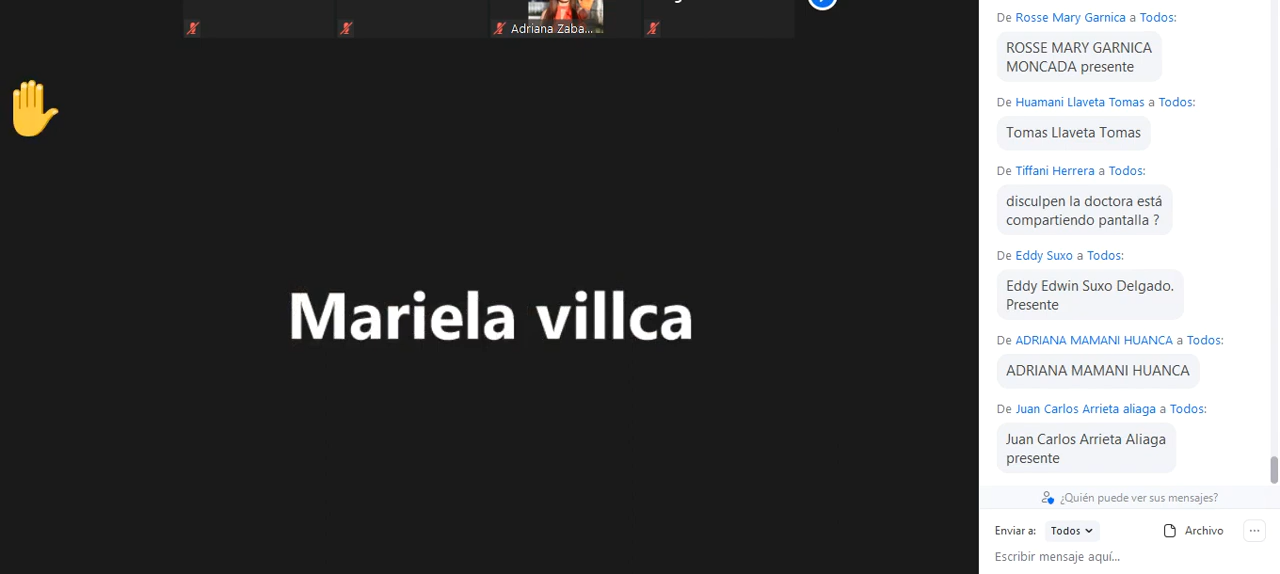 Adriana Zaba...
Mariela villca
De Rosse Mary Garnica a Todos:
ROSSE MARY GARNICA
MONCADA presente
De Huamani Llaveta Tomas a Todos:
Tomas Llaveta Tomas
De Tiffani Herrera a Todos:
disculpen la doctora está
compartiendo pantalla ?
De Eddy Suxo a Todos:
Eddy Edwin Suxo Delgado.
Presente
De ADRIANA MAMANI HUANCA a Todos:
ADRIANA MAMANI HUANCA
De Juan Carlos Arrieta aliaga a Todos:
Juan Carlos Arrieta Aliaga
presente
¿Quién puede ver sus mensajes?
Enviar a: Todos Archivo ...
Escribir mensaje aquí...